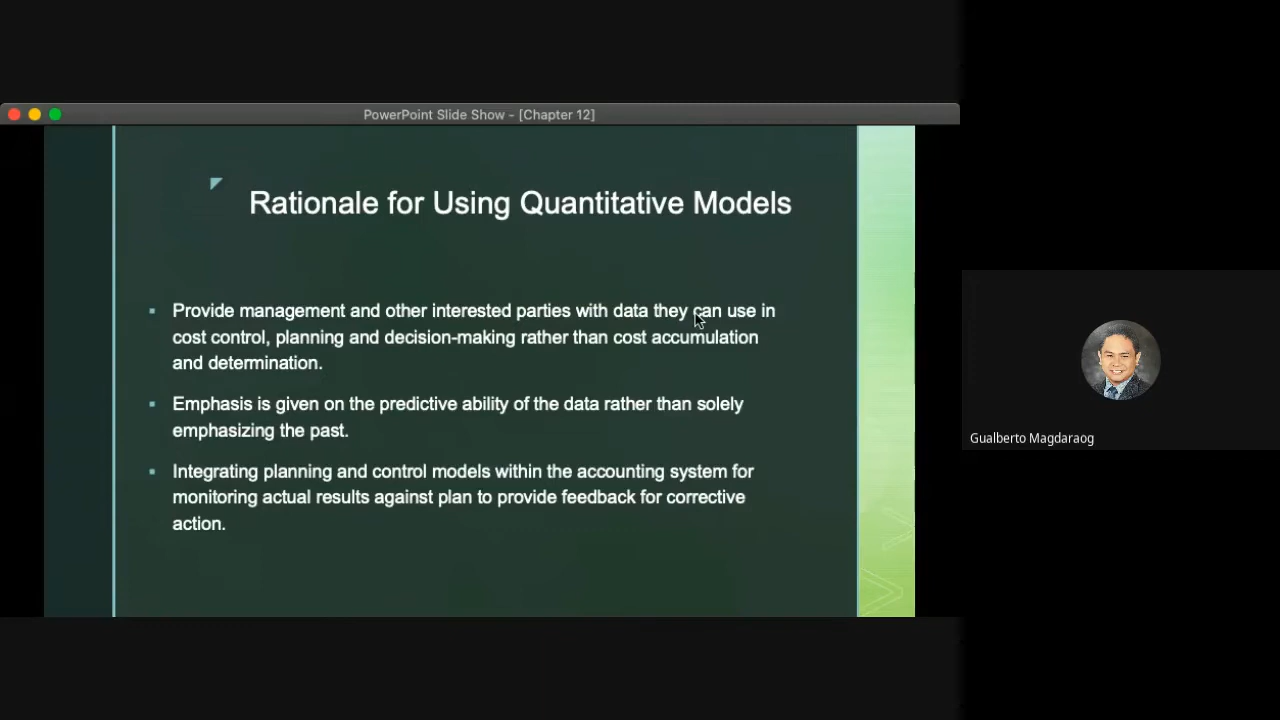 PowerPoint Slide Show - [Chapter 12]
Rationale for Using Quantitative Models
▪ Provide management and other interested parties with data they can use in
cost control, planning and decision-making rather than cost accumulation
and determination.
▪ Emphasis is given on the predictive ability of the data rather than solely
emphasizing the past.
▪ Integrating planning and control models within the accounting system for
monitoring actual results against plan to provide feedback for corrective
action.
Gualberto Magdaraog